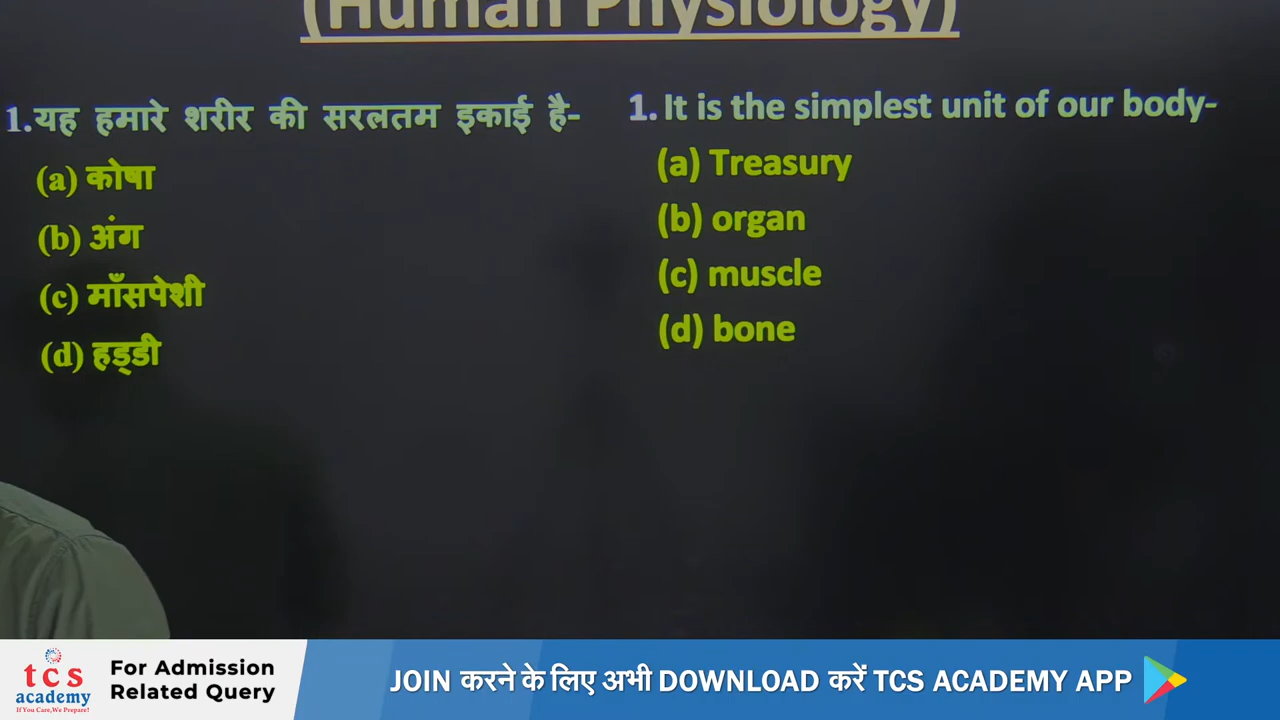 (Human Physiology)
1.यह हमारे शरीर की सरलतम इकाई है-
(a) कोषा
(b) अंग
(c) माँसपेशी
(d) हड्डी
1. It is the simplest unit of our body-
(a) Treasury
(b) organ
(c) muscle
(d) bone
tcs
academy
If You Care,We Prepare!
For Admission
Related Query
JOIN करने के लिए अभी DOWNLOAD करें TCS ACADEMY APP